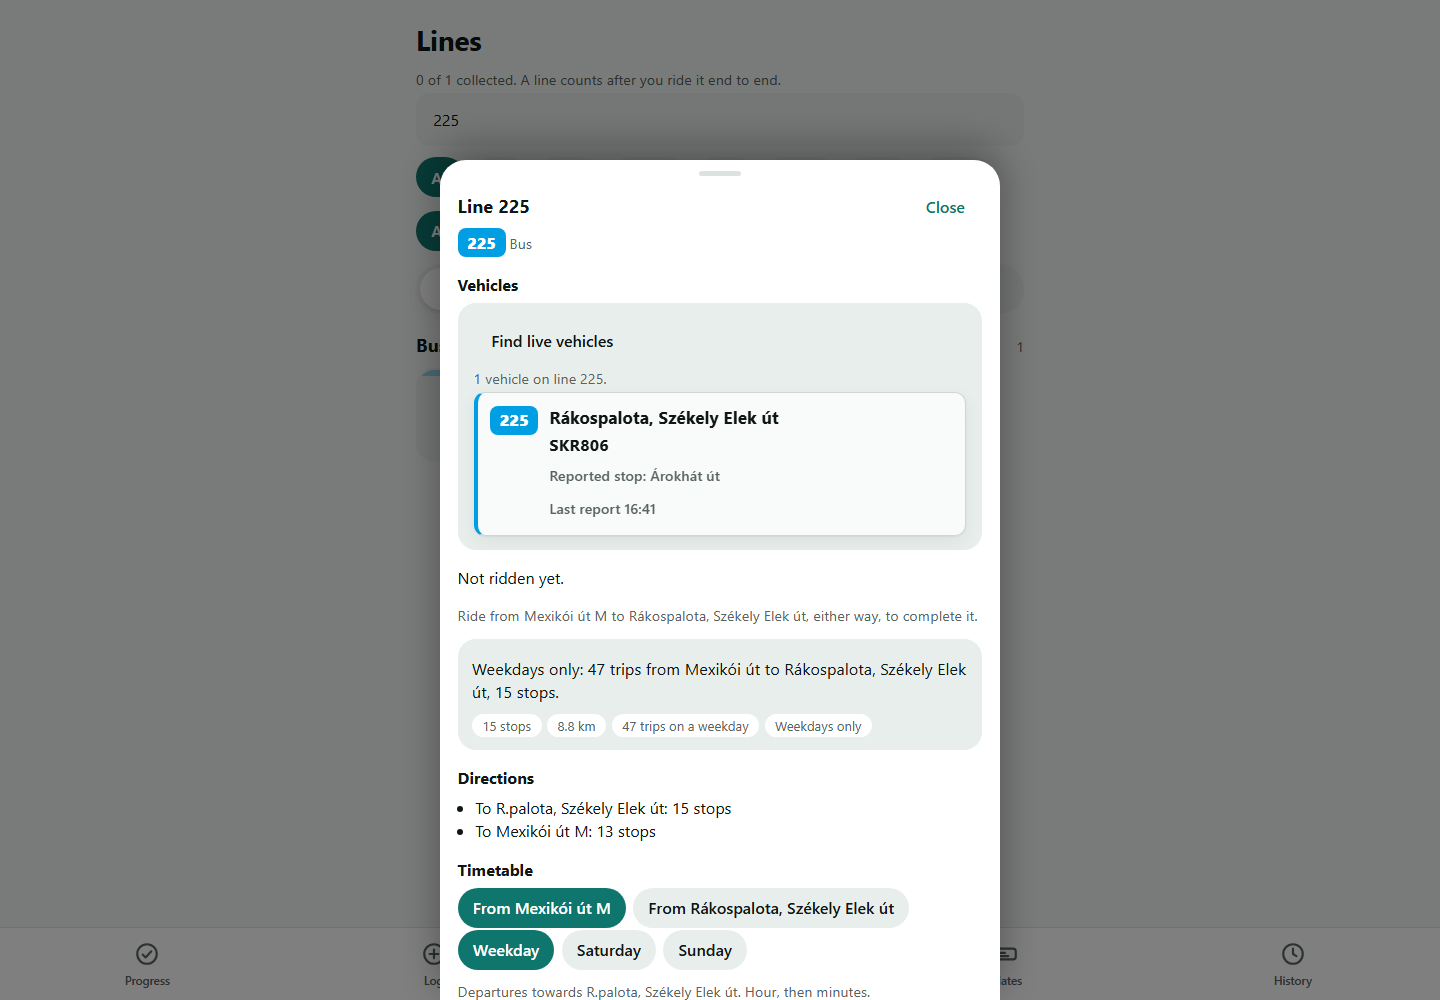 Lines
0 of 1 collected. A line counts after you ride it end to end.
225
Line 225
Close
225 Bus
Vehicles
Find live vehicles
1 vehicle on line 225.
225 Rákospalota, Székely Elek út
SKR806
Reported stop: Árokhát út
Last report 16:41
1
Not ridden yet.
Ride from Mexikói út M to Rákospalota, Székely Elek út, either way, to complete it.
Weekdays only: 47 trips from Mexikói út to Rákospalota, Székely Elek
út, 15 stops.
15 stops 8.8 km 47 trips on a weekday Weekdays only
Directions
To R.palota, Székely Elek út: 15 stops
To Mexikói út M: 13 stops
Timetable
From Mexikói út M From Rákospalota, Székely Elek út
Weekday Saturday Sunday
Departures towards R.palota, Székely Elek út. Hour, then minutes.
Progress
History